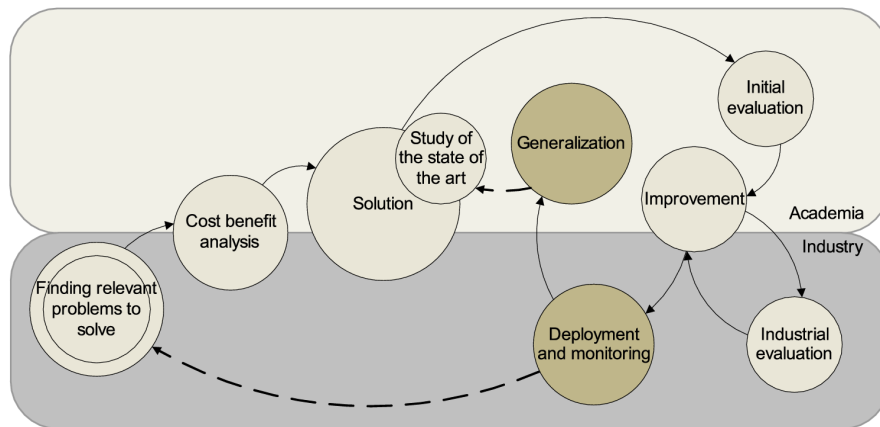 Initial
evaluation
Study of
the state of
the art
Generalization
Solution
Improvement
Academia
Cost benefit
analysis
Industry
Finding relevant
problems to
solve
Deployment
and monitoring
Industrial
evaluation